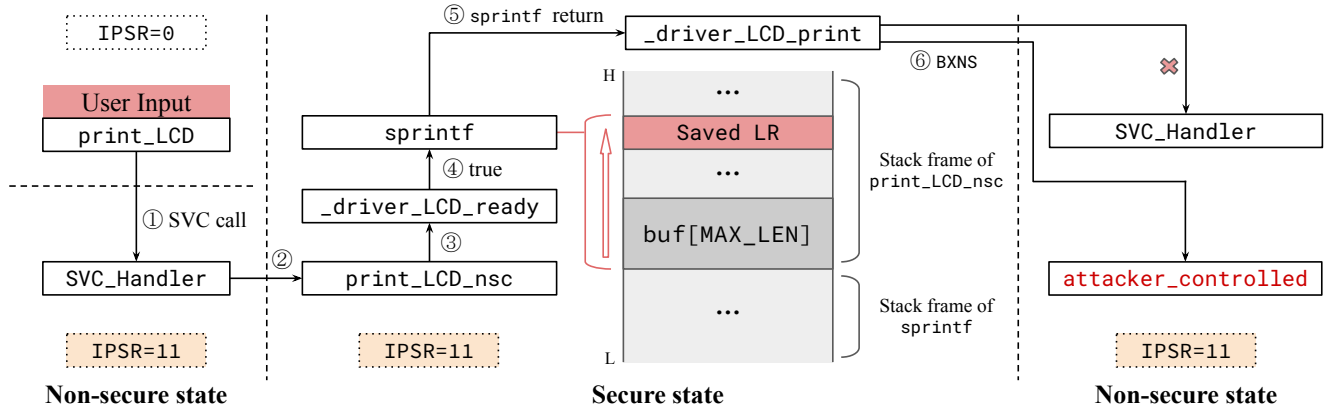 IPSR=0
User Input
print_LCD
① SVC call
SVC_Handler
IPSR=11
Non-secure state
②
print_LCD_nsc
③
_driver_LCD_ready
④ true
sprintf
⑤ sprintf return
_driver_LCD_print
H
...
Saved LR
...
buf[MAX_LEN]
...
L
Stack frame of
print_LCD_nsc
Stack frame of
sprintf
IPSR=11
Secure state
⑥ BXNS
SVC_Handler
attacker_controlled
IPSR=11
Non-secure state